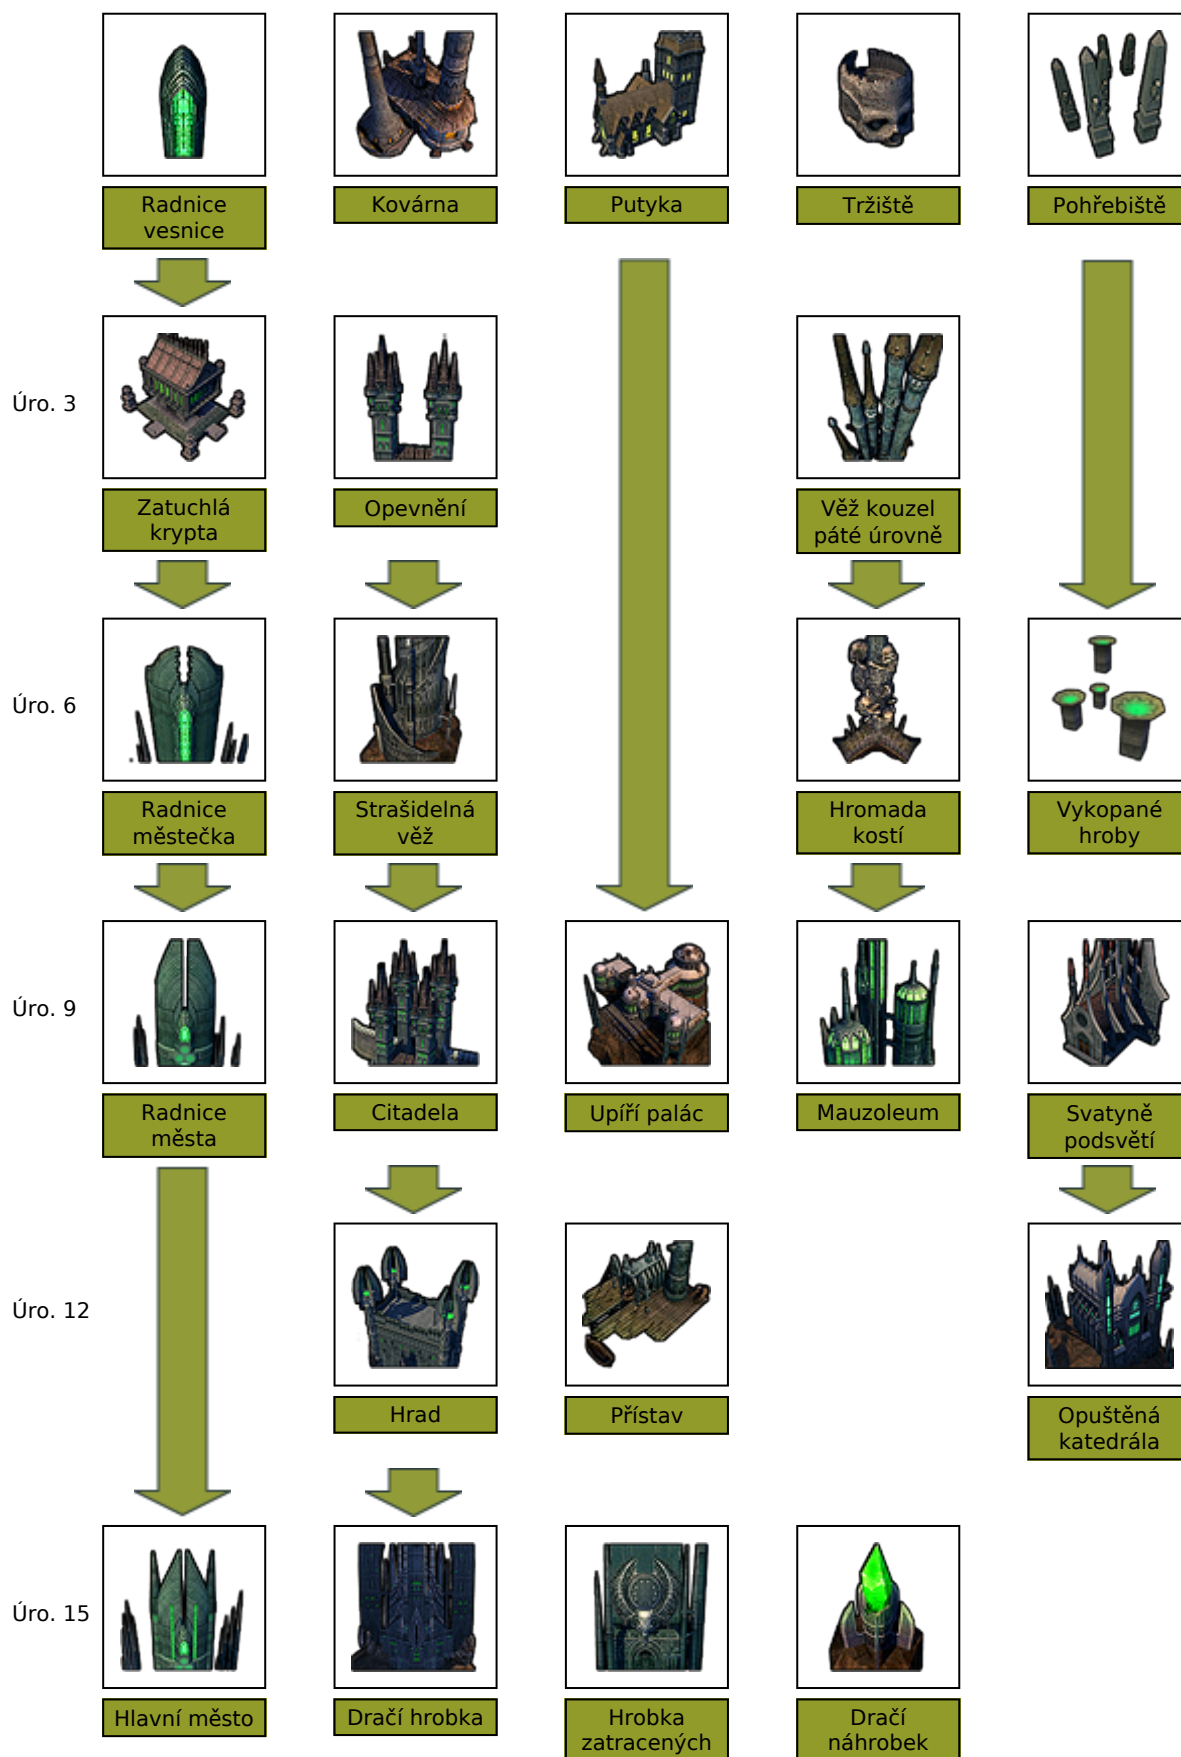 Radnice
vesnice
Kovárna
Putyka
Tržiště
Pohřebiště
Úro. 3
Zatuchlá
krypta
Opevnění
Věž kouzel
páté úrovně
Úro. 6
Radnice
městečka
Strašidelná
věž
Hromada
kostí
Vykopané
hroby
Úro. 9
Radnice
města
Citadela
Upíří palác
Mauzoleum
Svatyně
podsvětí
Úro. 12
Hrad
Přístav
Opuštěná
katedrála
Úro. 15
Hlavní město
Dračí hrobka
Hrobka
zatracených
Dračí
náhrobek